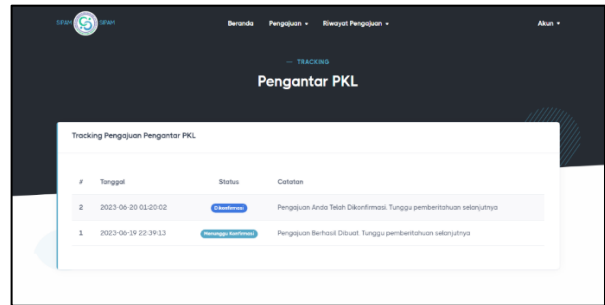 SIPAM SIPAM Beranda Pengajuan Riwayat Pengajuan Akun
— TRACKING
Pengantar PKL
Tracking Pengajuan Pengantar PKL
# Tanggal Status Catatan
2 2023-06-20 01:20:02 Dikonfirmasi Pengajuan Anda Telah Dikonfirmasi. Tunggu pemberitahuan selanjutnya
1 2023-06-19 22:39:13 Menunggu Konfirmasi Pengajuan Berhasil Dibuat. Tunggu pemberitahuan selanjutnya